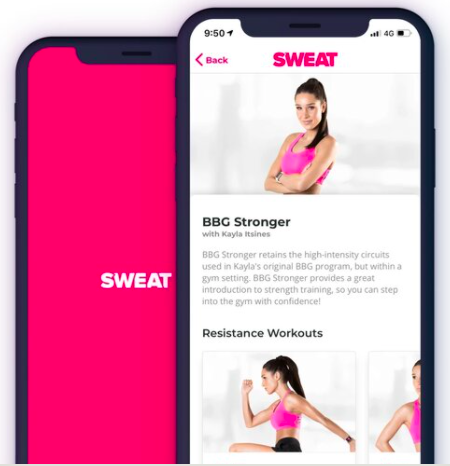 SWEAT
9:50
4G
Back
SWEAT
BBG Stronger
with Kayla Itsines
BBG Stronger retains the high-intensity circuits
used in Kayla's original BBG program, but within a
gym setting. BBG Stronger provides a great
introduction to strength training, so you can step
into the gym with confidence!
Resistance Workouts